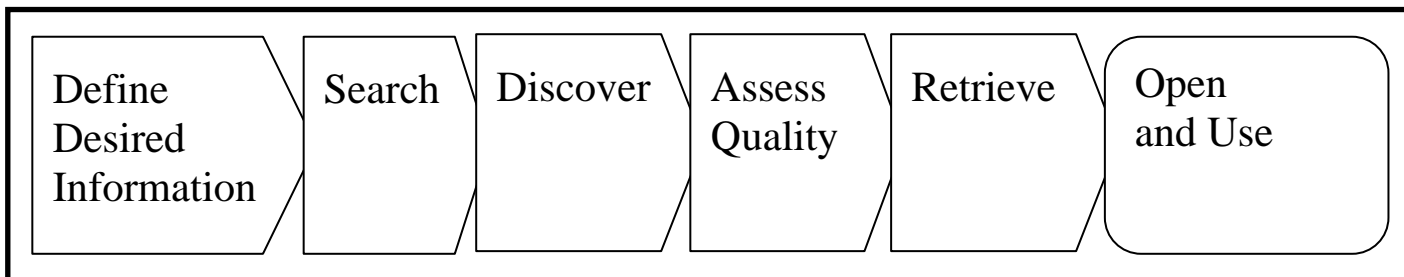 Define
Desired
Information
Search
Discover
Assess
Quality
Retrieve
Open
and Use